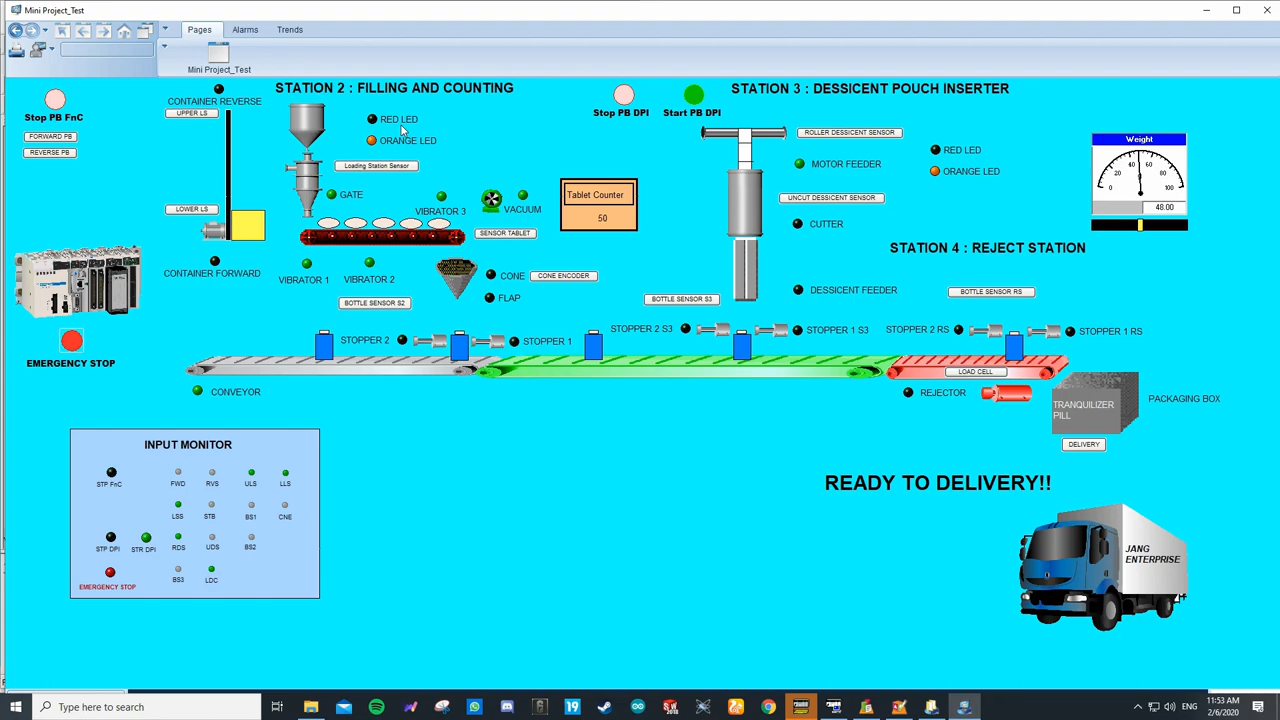 Mini Project_Test
Pages
Alarms
Trends
Mini Project_Test
STATION 2 : FILLING AND COUNTING
STATION 3 : DESSICENT POUCH INSERTER
CONTAINER REVERSE
UPPER LS
Stop PB FnC
FORWARD PB
REVERSE PB
RED LED
ORANGE LED
Loading Station Sensor
GATE
VIBRATOR 3
VACUUM
SENSOR TABLET
Tablet Counter
50
Stop PB DPI
Start PB DPI
ROLLER DESSICENT SENSOR
MOTOR FEEDER
UNCUT DESSICENT SENSOR
CUTTER
RED LED
ORANGE LED
Weight
0
20
40
60
80
100
48.00
STATION 4 : REJECT STATION
LOWER LS
CONTAINER FORWARD
VIBRATOR 1
VIBRATOR 2
CONE
CONE ENCODER
FLAP
BOTTLE SENSOR S2
BOTTLE SENSOR S3
DESSICENT FEEDER
BOTTLE SENSOR RS
EMERGENCY STOP
STOPPER 2
STOPPER 1
STOPPER 2 S3
STOPPER 1 S3
STOPPER 2 RS
STOPPER 1 RS
LOAD CELL
CONVEYOR
REJECTOR
TRANQUILIZER
PILL
PACKAGING BOX
DELIVERY
INPUT MONITOR
STP FnC
FWD
RVS
ULS
LLS
LSS
STB
BS1
CNE
STP DPI
STR DPI
RDS
UDS
BS2
EMERGENCY STOP
BS3
LDC
READY TO DELIVERY!!
JANG
ENTERPRISE
Type here to search
19
2018
ENG
11:53 AM
2/6/2020